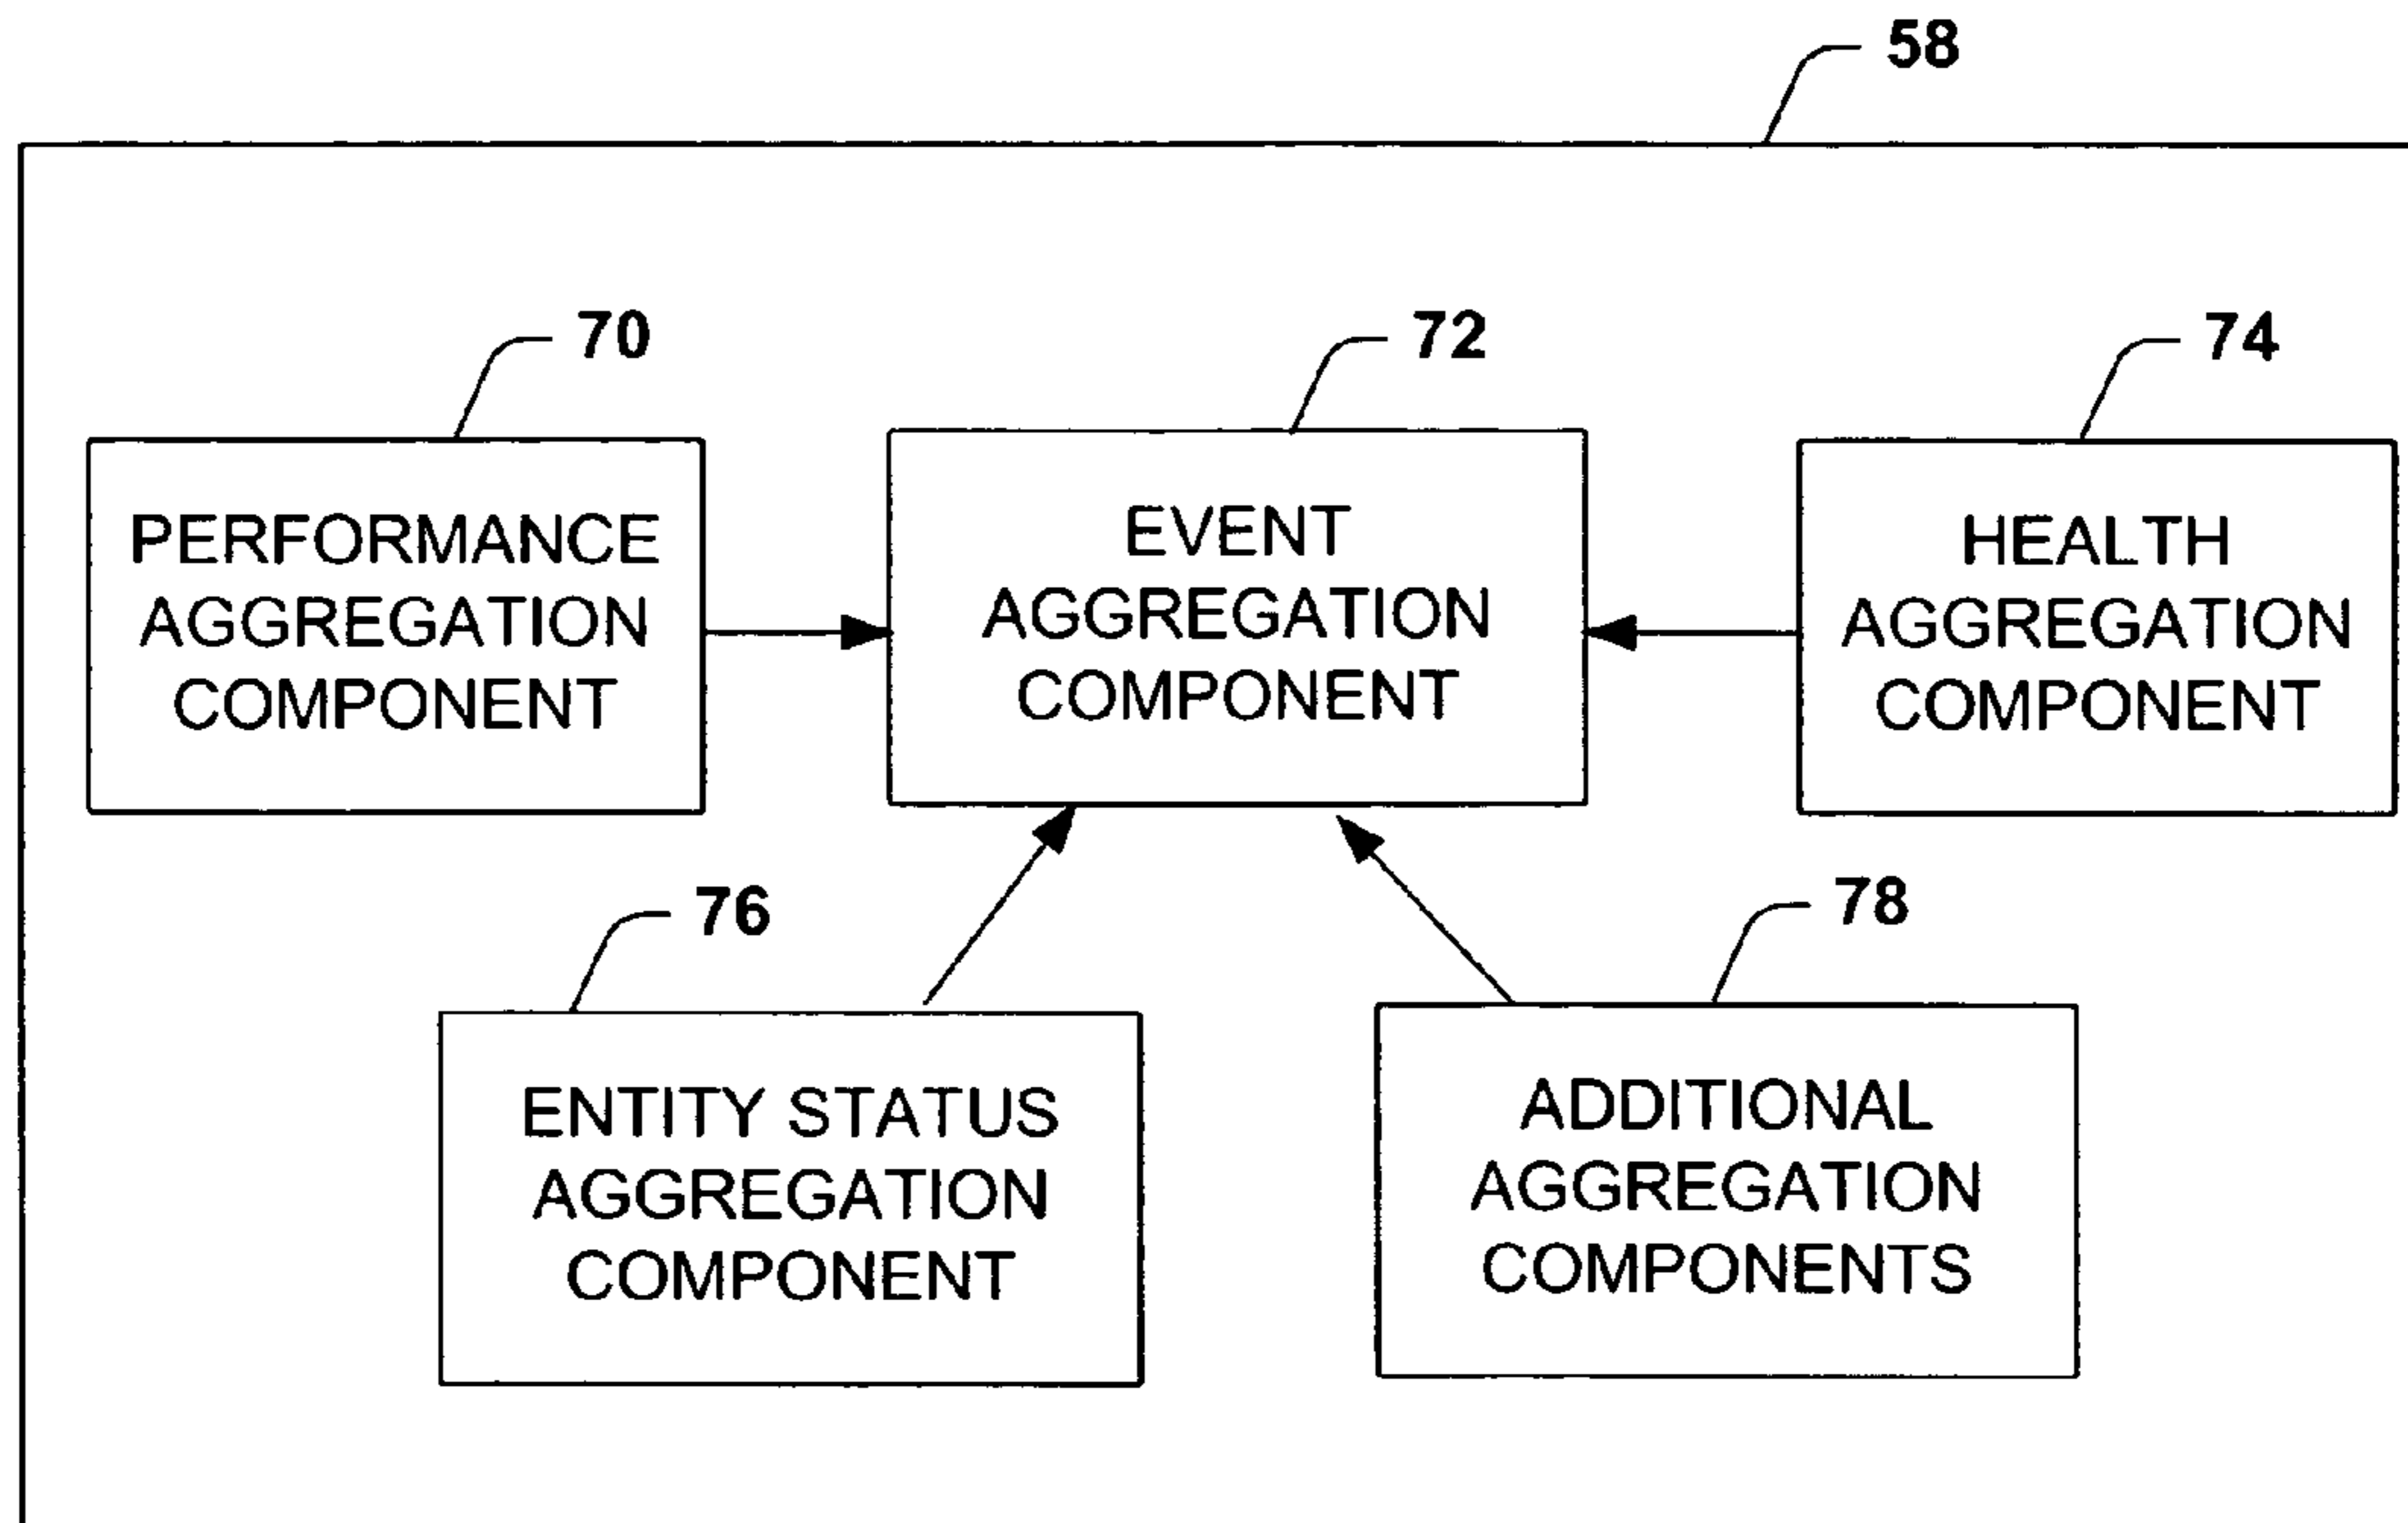 58
70
72
74
PERFORMANCE
AGGREGATION
COMPONENT
EVENT
AGGREGATION
COMPONENT
HEALTH
AGGREGATION
COMPONENT
76
78
ENTITY STATUS
AGGREGATION
COMPONENT
ADDITIONAL
AGGREGATION
COMPONENTS